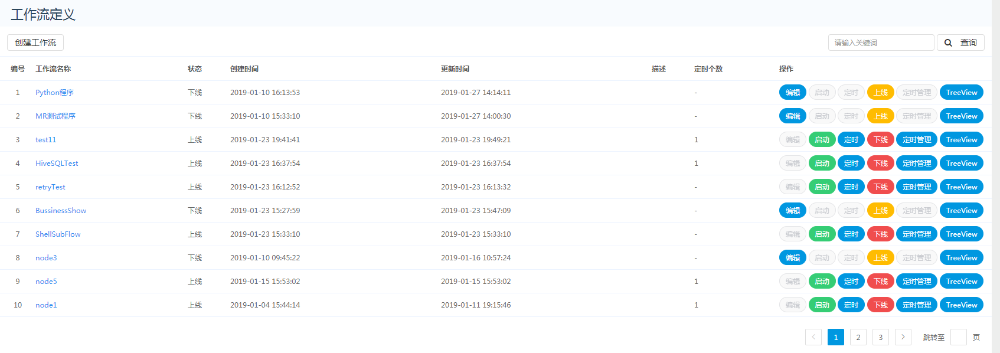 工作流定义
创建工作流 请输入关键词 查询
编号 工作流名称 状态 创建时间 更新时间 描述 定时个数 操作
1 Python程序 下线 2019-01-10 16:13:53 2019-01-27 14:14:11 - 编辑 启动 定时 上线 定时管理 TreeView
2 MR测试程序 下线 2019-01-10 15:33:10 2019-01-27 14:00:30 - 编辑 启动 定时 上线 定时管理 TreeView
3 test11 上线 2019-01-23 19:41:41 2019-01-23 19:49:21 1 编辑 启动 定时 下线 定时管理 TreeView
4 HiveSQLTest 上线 2019-01-23 16:37:54 2019-01-23 16:37:54 1 编辑 启动 定时 下线 定时管理 TreeView
5 retryTest 上线 2019-01-23 16:12:52 2019-01-23 16:13:32 - 编辑 启动 定时 下线 定时管理 TreeView
6 BussinessShow 下线 2019-01-23 15:27:59 2019-01-23 15:47:09 - 编辑 启动 定时 上线 定时管理 TreeView
7 ShellSubFlow 上线 2019-01-23 15:33:10 2019-01-23 15:33:10 - 编辑 启动 定时 下线 定时管理 TreeView
8 node3 下线 2019-01-10 09:45:22 2019-01-16 10:57:24 - 编辑 启动 定时 上线 定时管理 TreeView
9 node5 上线 2019-01-15 15:53:02 2019-01-15 15:53:02 1 编辑 启动 定时 下线 定时管理 TreeView
10 node1 上线 2019-01-04 15:44:14 2019-01-11 19:15:46 1 编辑 启动 定时 下线 定时管理 TreeView
< 1 2 3 > 跳转至 页